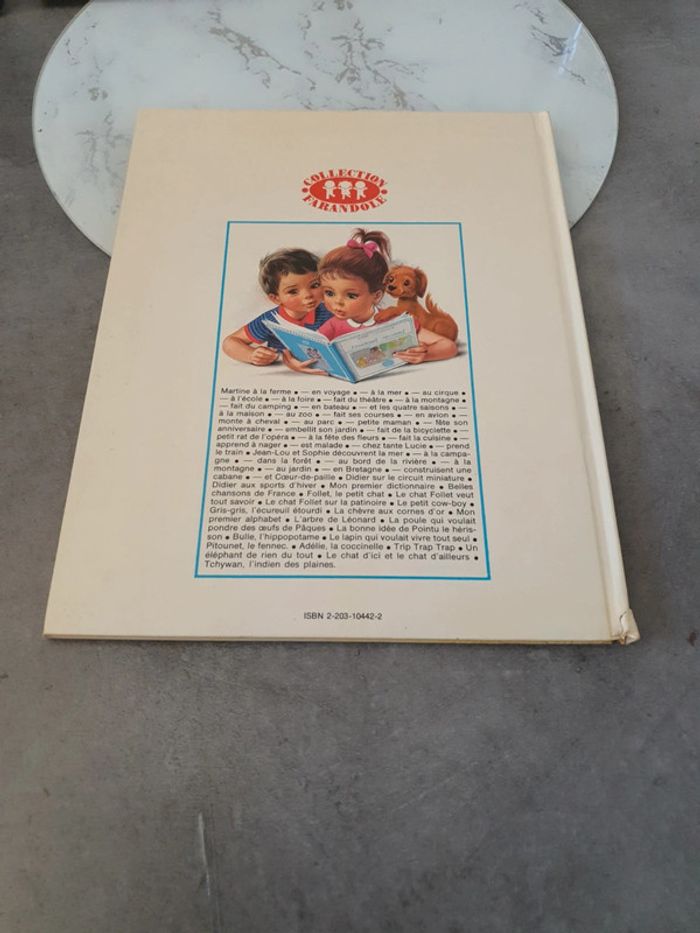 COLLECTION
FARANDOLE
Martine à la ferme • — en voyage • — à la mer • — au cirque •
— à l'école • — à la foire • — fait du théâtre • — à la montagne •
— fait du camping • — en bateau • — et les quatre saisons • —
à la maison • — au zoo • — fait ses courses • — en avion • —
monte à cheval • — au parc • — petite maman • — fête son
anniversaire • — embellit son jardin • — fait de la bicyclette • —
petit rat de l'opéra • — à la fête des fleurs • — fait la cuisine • —
apprend à nager • — est malade • — chez tante Lucie • — prend
le train • Jean-Lou et Sophie découvrent la mer • — à la campa-
gne • — dans la forêt • — au bord de la rivière • — à la
montagne • — au jardin • — en Bretagne • — construisent une
cabane • — et Cœur-de-paille • Didier sur le circuit miniature •
Didier aux sports d'hiver • Mon premier dictionnaire • Belles
chansons de France • Follet, le petit chat • Le chat Follet veut
tout savoir • Le chat Follet sur la patinoire • Le petit cow-boy •
Gris-gris, l'écureuil étourdi • La chèvre aux cornes d'or • Mon
premier alphabet • L'arbre de Léonard • La poule qui voulait
pondre des œufs de Pâques • La bonne idée de Pointu le héris-
son • Bulle, l'hippopotame • Le lapin qui voulait vivre tout seul •
Pitounet, le fennec. • Adélie, la coccinelle • Trip Trap Trap • Un
éléphant de rien du tout • Le chat d'ici et le chat d'ailleurs •
Tchywan, l'indien des plaines.
ISBN 2-203-10442-2